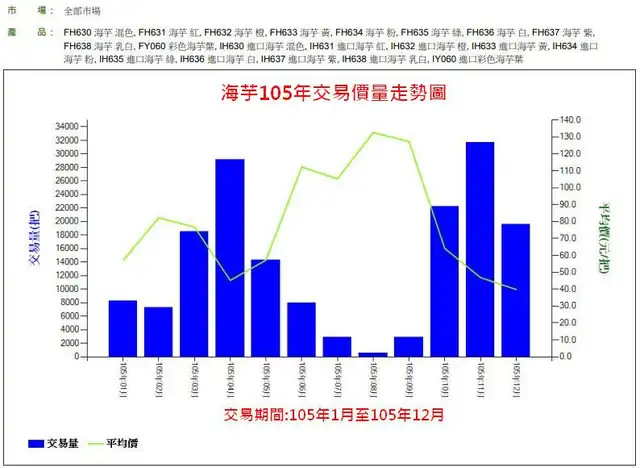 市　場：全部市場
產　品：FH630 海芋 混色, FH631 海芋 紅, FH632 海芋 橙, FH633 海芋 黃, FH634 海芋 粉, FH635 海芋 綠, FH636 海芋 白, FH637 海芋 紫,
FH638 海芋 乳白, FY060 彩色海芋葉, IH630 進口海芋 混色, IH631 進口海芋 紅, IH632 進口海芋 橙, IH633 進口海芋 黃, IH634 進口
海芋 粉, IH635 進口海芋 綠, IH636 進口海芋 白, IH637 進口海芋 紫, IH638 進口海芋 乳白, IY060 進口彩色海芋葉
海芋105年交易價量走勢圖
交易量(把)
34000
32000
30000
28000
26000
24000
22000
20000
18000
16000
14000
12000
10000
8000
6000
4000
2000
0
140.0
130.0
120.0
110.0
100.0
90.0
80.0
70.0
60.0
50.0
40.0
30.0
20.0
10.0
0.0
平均價(元/把)
105年01月
105年02月
105年03月
105年04月
105年05月
105年06月
105年07月
105年08月
105年09月
105年10月
105年11月
105年12月
交易期間:105年1月至105年12月
交易量
平均價